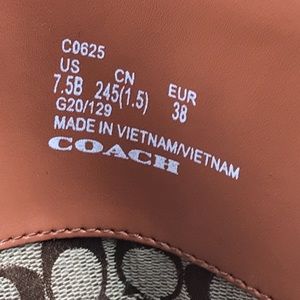 C0625
US CN EUR
7.5B 245(1.5) 38
G20/129
MADE IN VIETNAM/VIETNAM
COACH